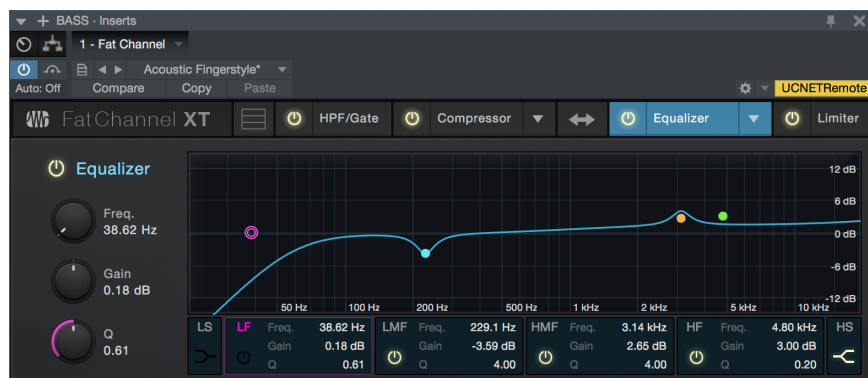 BASS · Inserts
1 - Fat Channel
Acoustic Fingerstyle*
Auto: Off Compare Copy Paste UCNETRemote
FatChannel XT HPF/Gate Compressor Equalizer Limiter
Equalizer
Freq.
38.62 Hz
Gain
0.18 dB
Q
0.61
12 dB
6 dB
0 dB
-6 dB
-12 dB
50 Hz 100 Hz 200 Hz 500 Hz 1 kHz 2 kHz 5 kHz 10 kHz
LS LF Freq. 38.62 Hz LMF Freq. 229.1 Hz HMF Freq. 3.14 kHz HF Freq. 4.80 kHz HS
Gain 0.18 dB Gain -3.59 dB Gain 2.65 dB Gain 3.00 dB
Q 0.61 Q 4.00 Q 4.00 Q 0.20